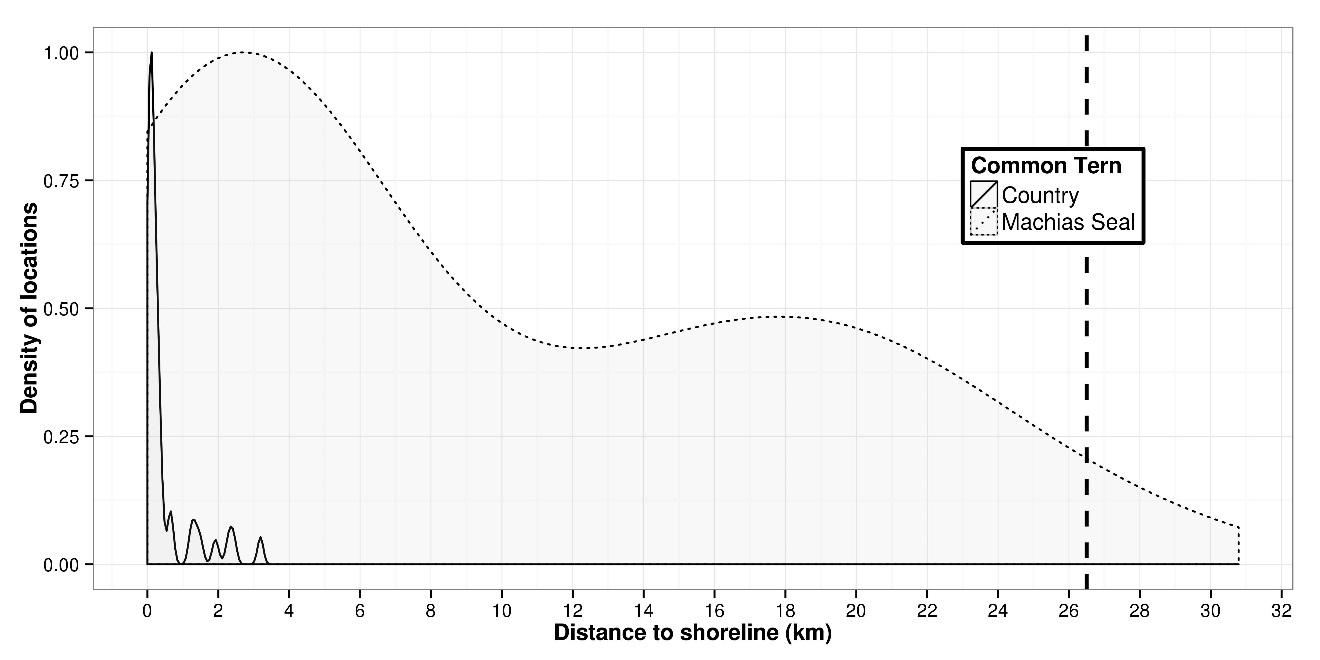 Density of locations
1.00
0.75
0.50
0.25
0.00
Common Tern
Country
Machias Seal
0 2 4 6 8 10 12 14 16 18 20 22 24 26 28 30 32
Distance to shoreline (km)